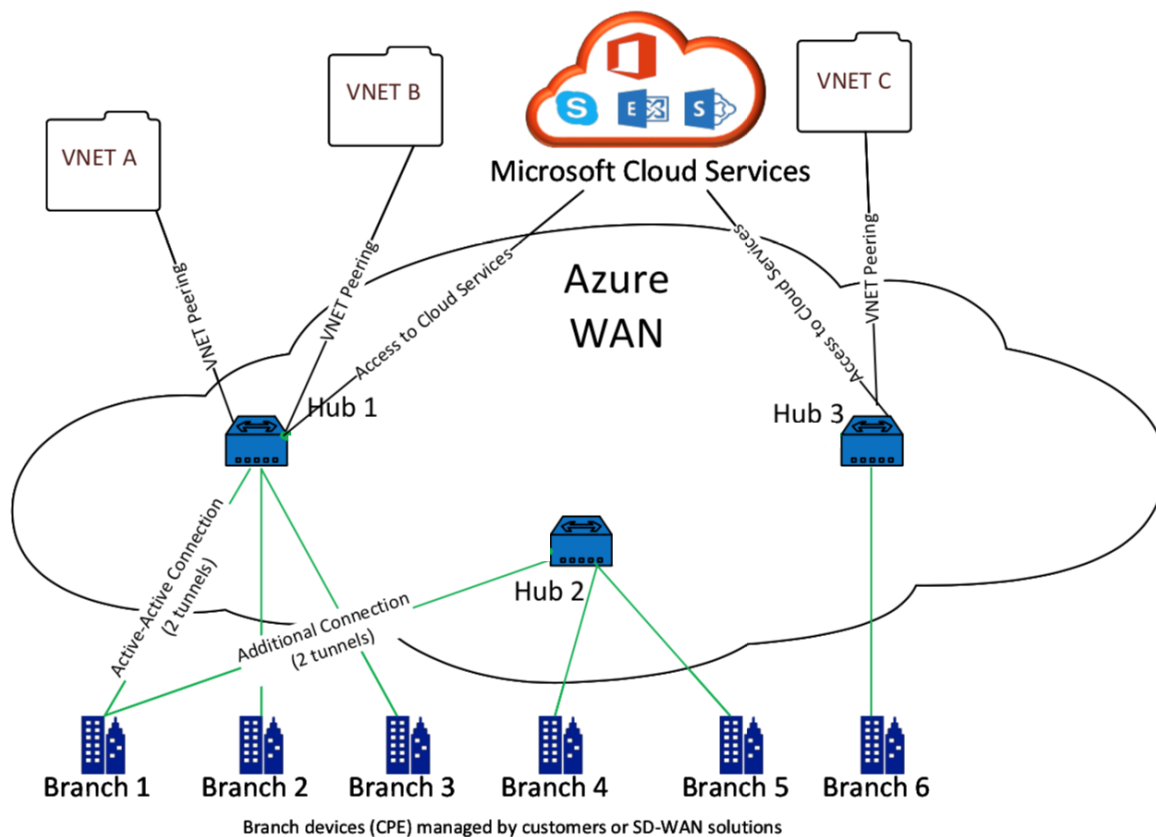 VNET A
VNET B
VNET C
Microsoft Cloud Services
VNET Peering
VNET Peering
Access to Cloud Services
Access to Cloud Services
VNET Peering
Azure
WAN
Hub 1
Hub 3
Hub 2
Active-Active Connection
(2 tunnels)
Additional Connection
(2 tunnels)
Branch 1
Branch 2
Branch 3
Branch 4
Branch 5
Branch 6
Branch devices (CPE) managed by customers or SD-WAN solutions
S
E
S